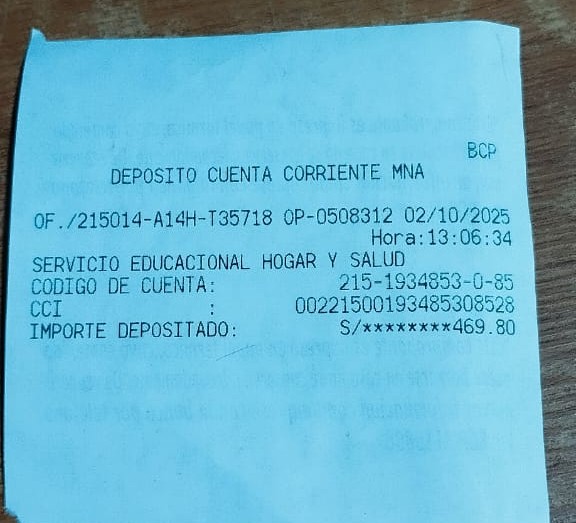 BCP
DEPOSITO CUENTA CORRIENTE MNA
OF./215014-A14H-T35718 OP-0508312 02/10/2025
Hora:13:06:34
SERVICIO EDUCACIONAL HOGAR Y SALUD
CODIGO DE CUENTA: 215-1934853-0-85
CCI : 00221500193485308528
IMPORTE DEPOSITADO: S/********469.80